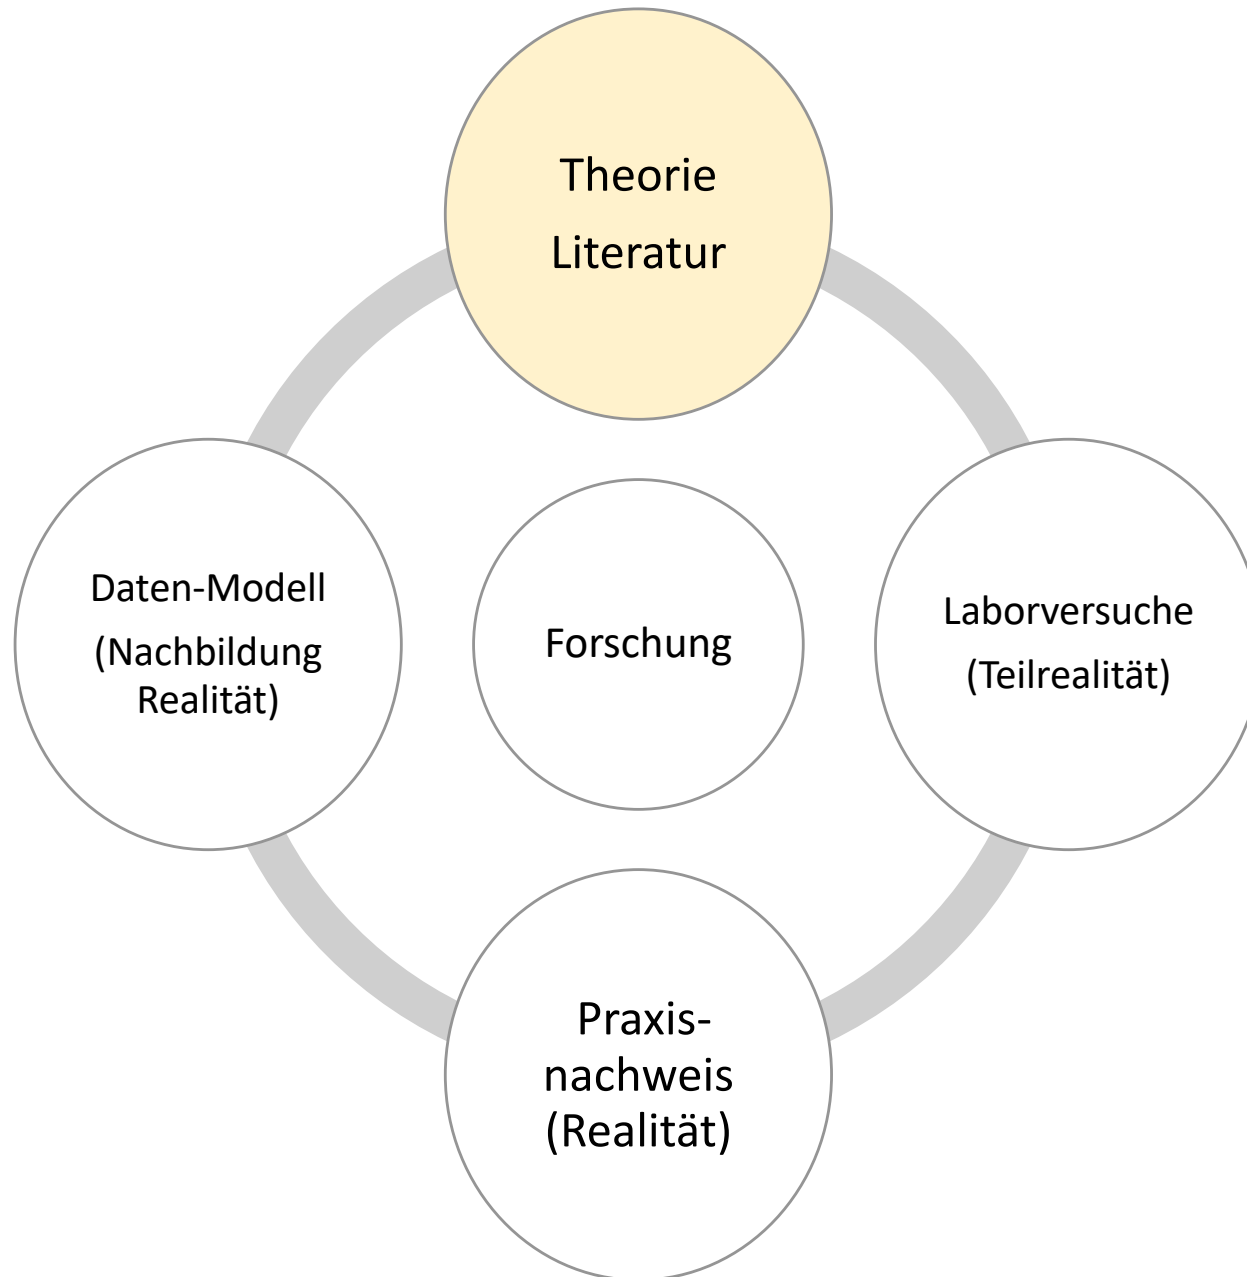 Theorie
Literatur
Daten-Modell
(Nachbildung
Realität)
Forschung
Laborversuche
(Teilrealität)
Praxis-
nachweis
(Realität)